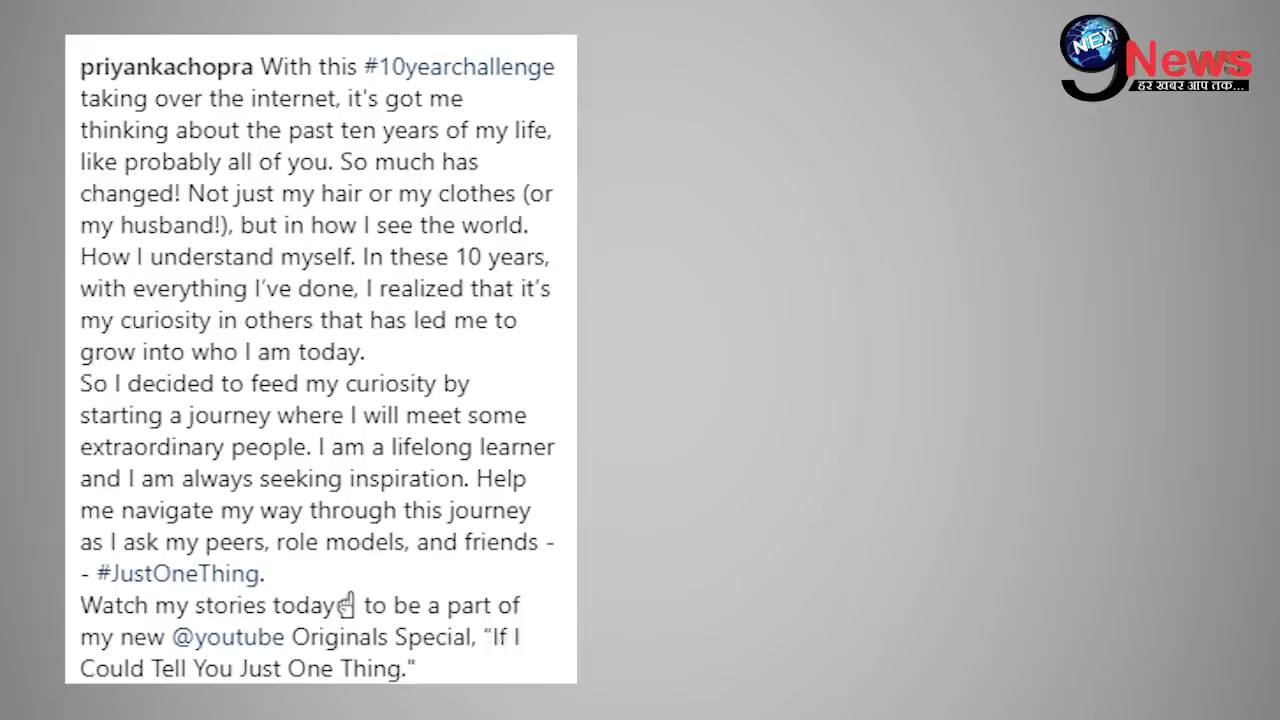 priyankachopra With this #10yearchallenge
taking over the internet, it's got me
thinking about the past ten years of my life,
like probably all of you. So much has
changed! Not just my hair or my clothes (or
my husband!), but in how I see the world.
How I understand myself. In these 10 years,
with everything I’ve done, I realized that it’s
my curiosity in others that has led me to
grow into who I am today.
So I decided to feed my curiosity by
starting a journey where I will meet some
extraordinary people. I am a lifelong learner
and I am always seeking inspiration. Help
me navigate my way through this journey
as I ask my peers, role models, and friends -
- #JustOneThing.
Watch my stories today☝ to be a part of
my new @youtube Originals Special, “If I
Could Tell You Just One Thing."
NEXT
9 News
हर खबर आप तक...